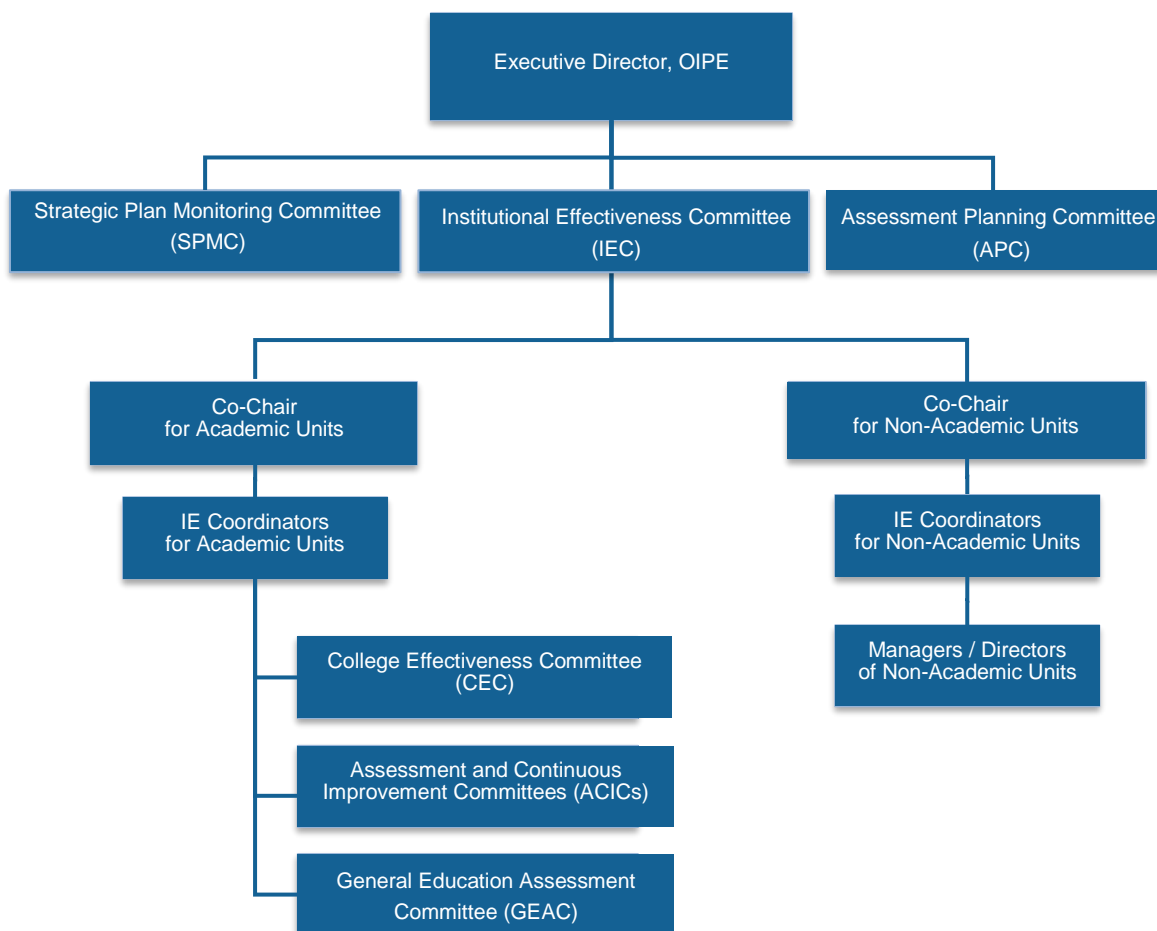 Executive Director, OIPE
Strategic Plan Monitoring Committee
(SPMC)
Institutional Effectiveness Committee
(IEC)
Assessment Planning Committee
(APC)
Co-Chair
for Academic Units
Co-Chair
for Non-Academic Units
IE Coordinators
for Academic Units
IE Coordinators
for Non-Academic Units
College Effectiveness Committee
(CEC)
Managers / Directors
of Non-Academic Units
Assessment and Continuous
Improvement Committees (ACICs)
General Education Assessment
Committee (GEAC)